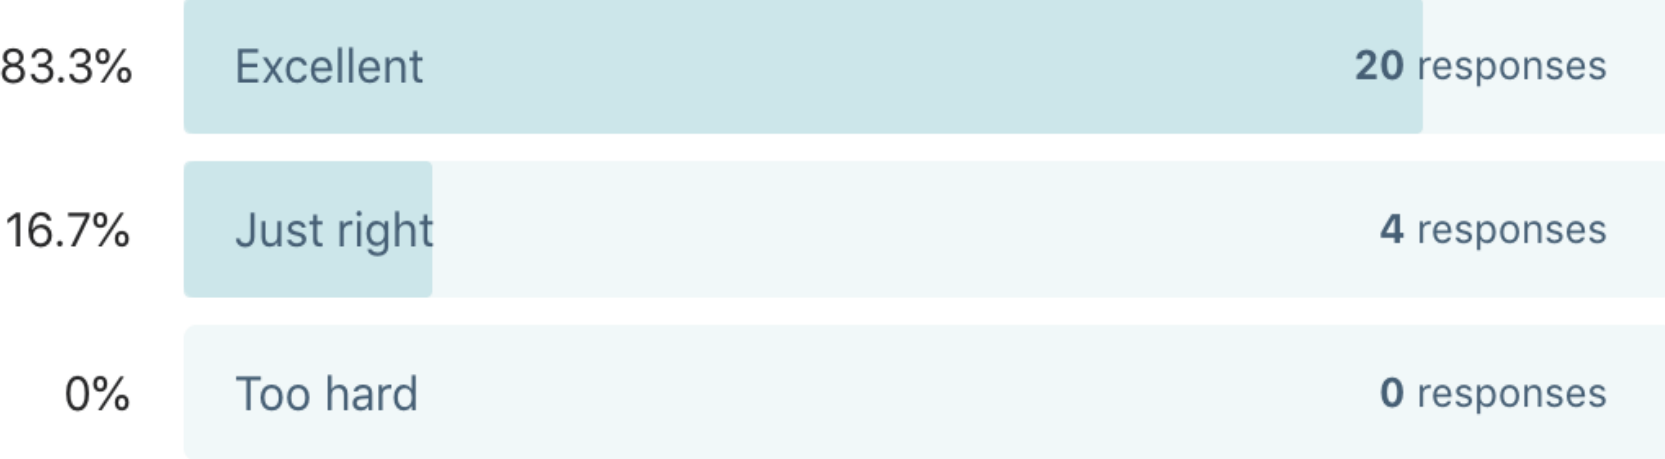 83.3% Excellent 20 responses
16.7% Just right 4 responses
0% Too hard 0 responses